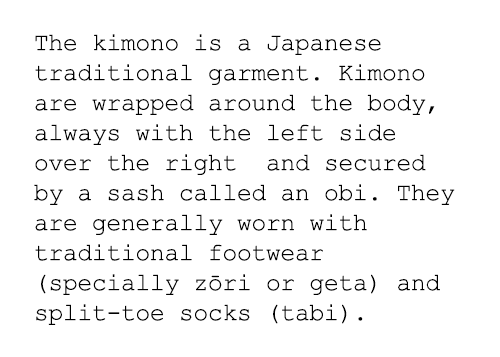 The kimono is a Japanese
traditional garment. Kimono
are wrapped around the body,
always with the left side
over the right  and secured
by a sash called an obi. They
are generally worn with
traditional footwear
(specially zōri or geta) and
split-toe socks (tabi).